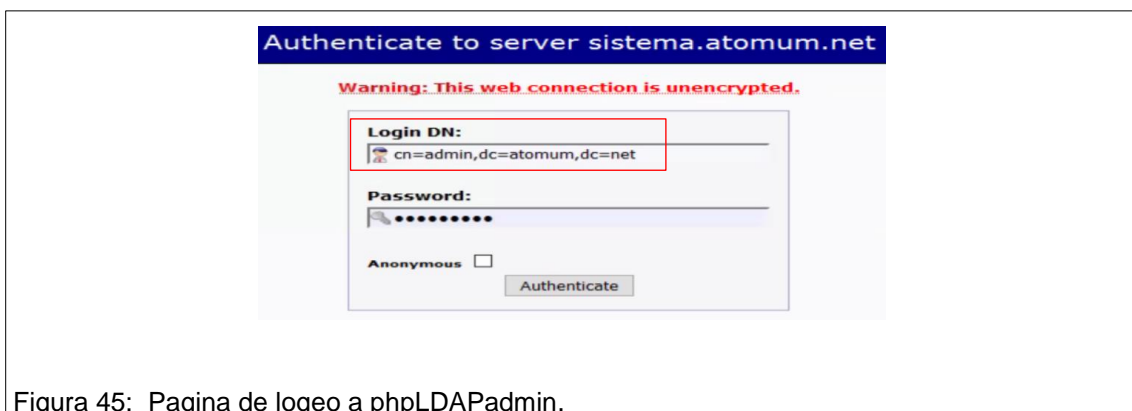 Authenticate to server sistema.atomum.net
Warning: This web connection is unencrypted.
Login DN:
cn=admin,dc=atomum,dc=net
Password:
•••••••••
Anonymous
Authenticate
Figura 45: Pagina de logeo a phpLDAPadmin.